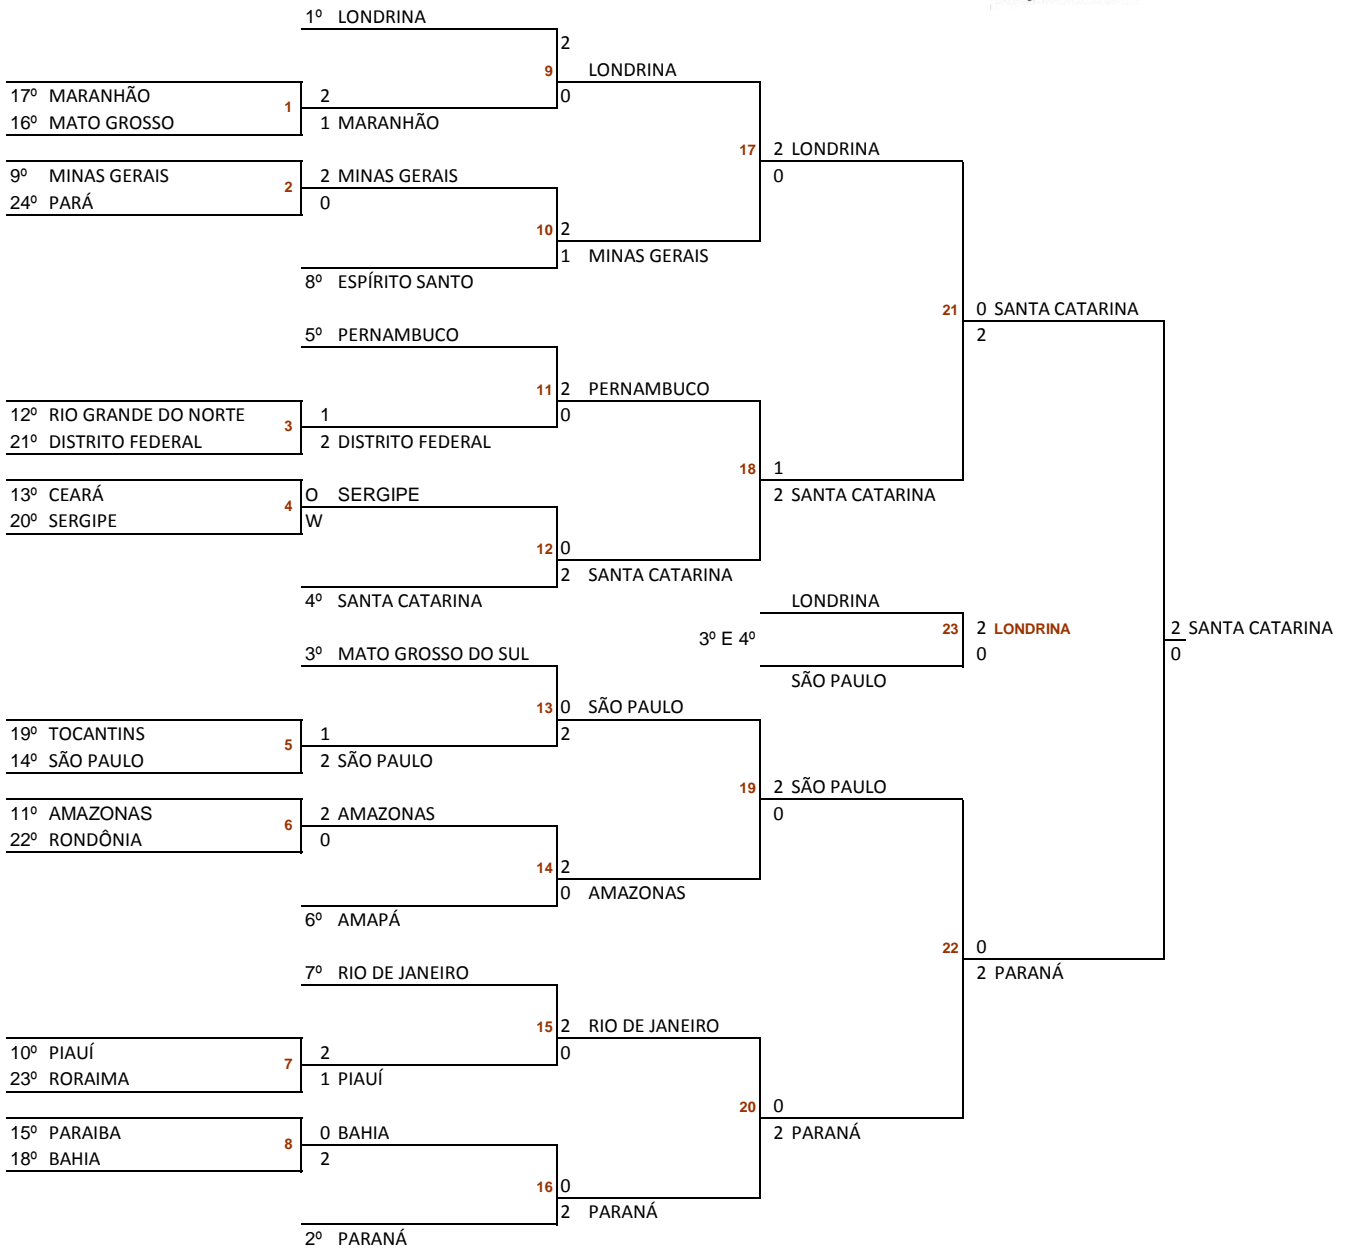 1º LONDRINA
2
9 LONDRINA
17º MARANHÃO 2 0
1
16º MATO GROSSO 1 MARANHÃO
17 2 LONDRINA
9º MINAS GERAIS 2 MINAS GERAIS 0
2
24º PARÁ 0
10 2
1 MINAS GERAIS
8º ESPÍRITO SANTO
21 0 SANTA CATARINA
5º PERNAMBUCO 2
11 2 PERNAMBUCO
12º RIO GRANDE DO NORTE 1 0
3
21º DISTRITO FEDERAL 2 DISTRITO FEDERAL
18 1
13º CEARÁ O SERGIPE 2 SANTA CATARINA
4
20º SERGIPE W
12 0
2 SANTA CATARINA
4º SANTA CATARINA LONDRINA
23 2 LONDRINA 2 SANTA CATARINA
3º E 4º
3º MATO GROSSO DO SUL 0 0
SÃO PAULO
13 0 SÃO PAULO
19º TOCANTINS 1 2
5
14º SÃO PAULO 2 SÃO PAULO
19 2 SÃO PAULO
11º AMAZONAS 2 AMAZONAS 0
6
22º RONDÔNIA 0
14 2
0 AMAZONAS
6º AMAPÁ
22 0
7º RIO DE JANEIRO 2 PARANÁ
15 2 RIO DE JANEIRO
10º PIAUÍ 2 0
7
23º RORAIMA 1 PIAUÍ
20 0
15º PARAIBA 0 BAHIA 2 PARANÁ
8
18º BAHIA 2
16 0
2 PARANÁ
2º PARANÁ